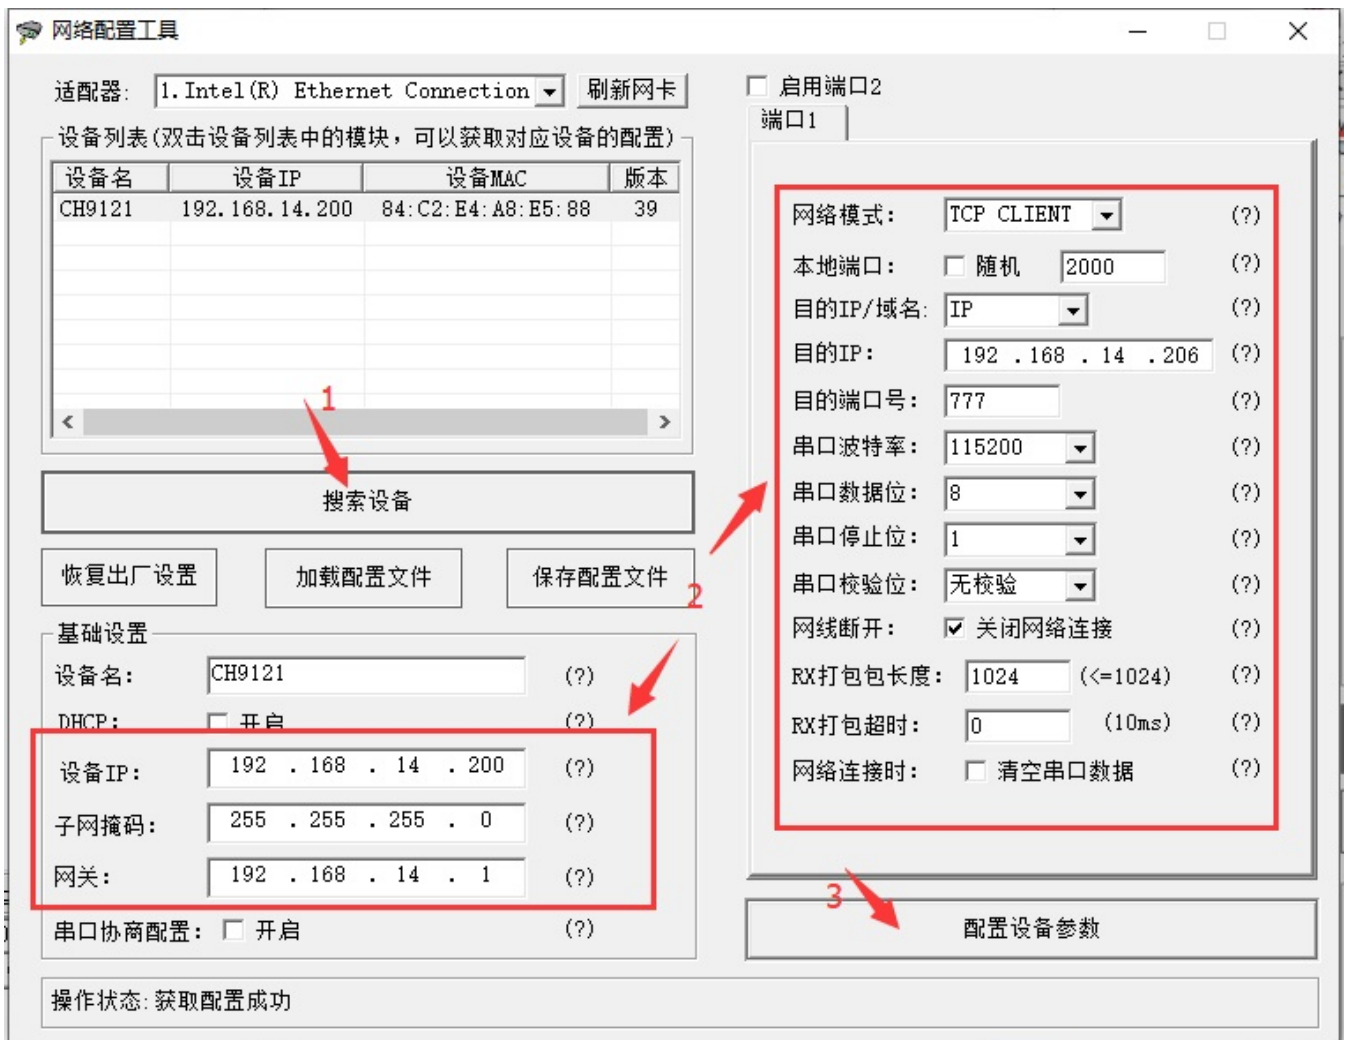 网络配置工具
适配器: 1.Intel(R) Ethernet Connection 刷新网卡
设备列表(双击设备列表中的模块，可以获取对应设备的配置)
设备名 设备IP 设备MAC 版本
CH9121 192.168.14.200 84:C2:E4:A8:E5:88 39
1
搜索设备
恢复出厂设置 加载配置文件 保存配置文件
2
基础设置
设备名: CH9121 (?)
DHCP: 开启 (?)
设备IP: 192 . 168 . 14 . 200 (?)
子网掩码: 255 . 255 . 255 . 0 (?)
网关: 192 . 168 . 14 . 1 (?)
串口协商配置: 开启 (?)
启用端口2
端口1
网络模式: TCP CLIENT (?)
本地端口: 随机 2000 (?)
目的IP/域名: IP (?)
目的IP: 192 . 168 . 14 . 206 (?)
目的端口号: 777 (?)
串口波特率: 115200 (?)
串口数据位: 8 (?)
串口停止位: 1 (?)
串口校验位: 无校验 (?)
网线断开: 关闭网络连接 (?)
RX打包包长度: 1024 (<=1024) (?)
RX打包超时: 0 (10ms) (?)
网络连接时: 清空串口数据 (?)
3
配置设备参数
操作状态:获取配置成功